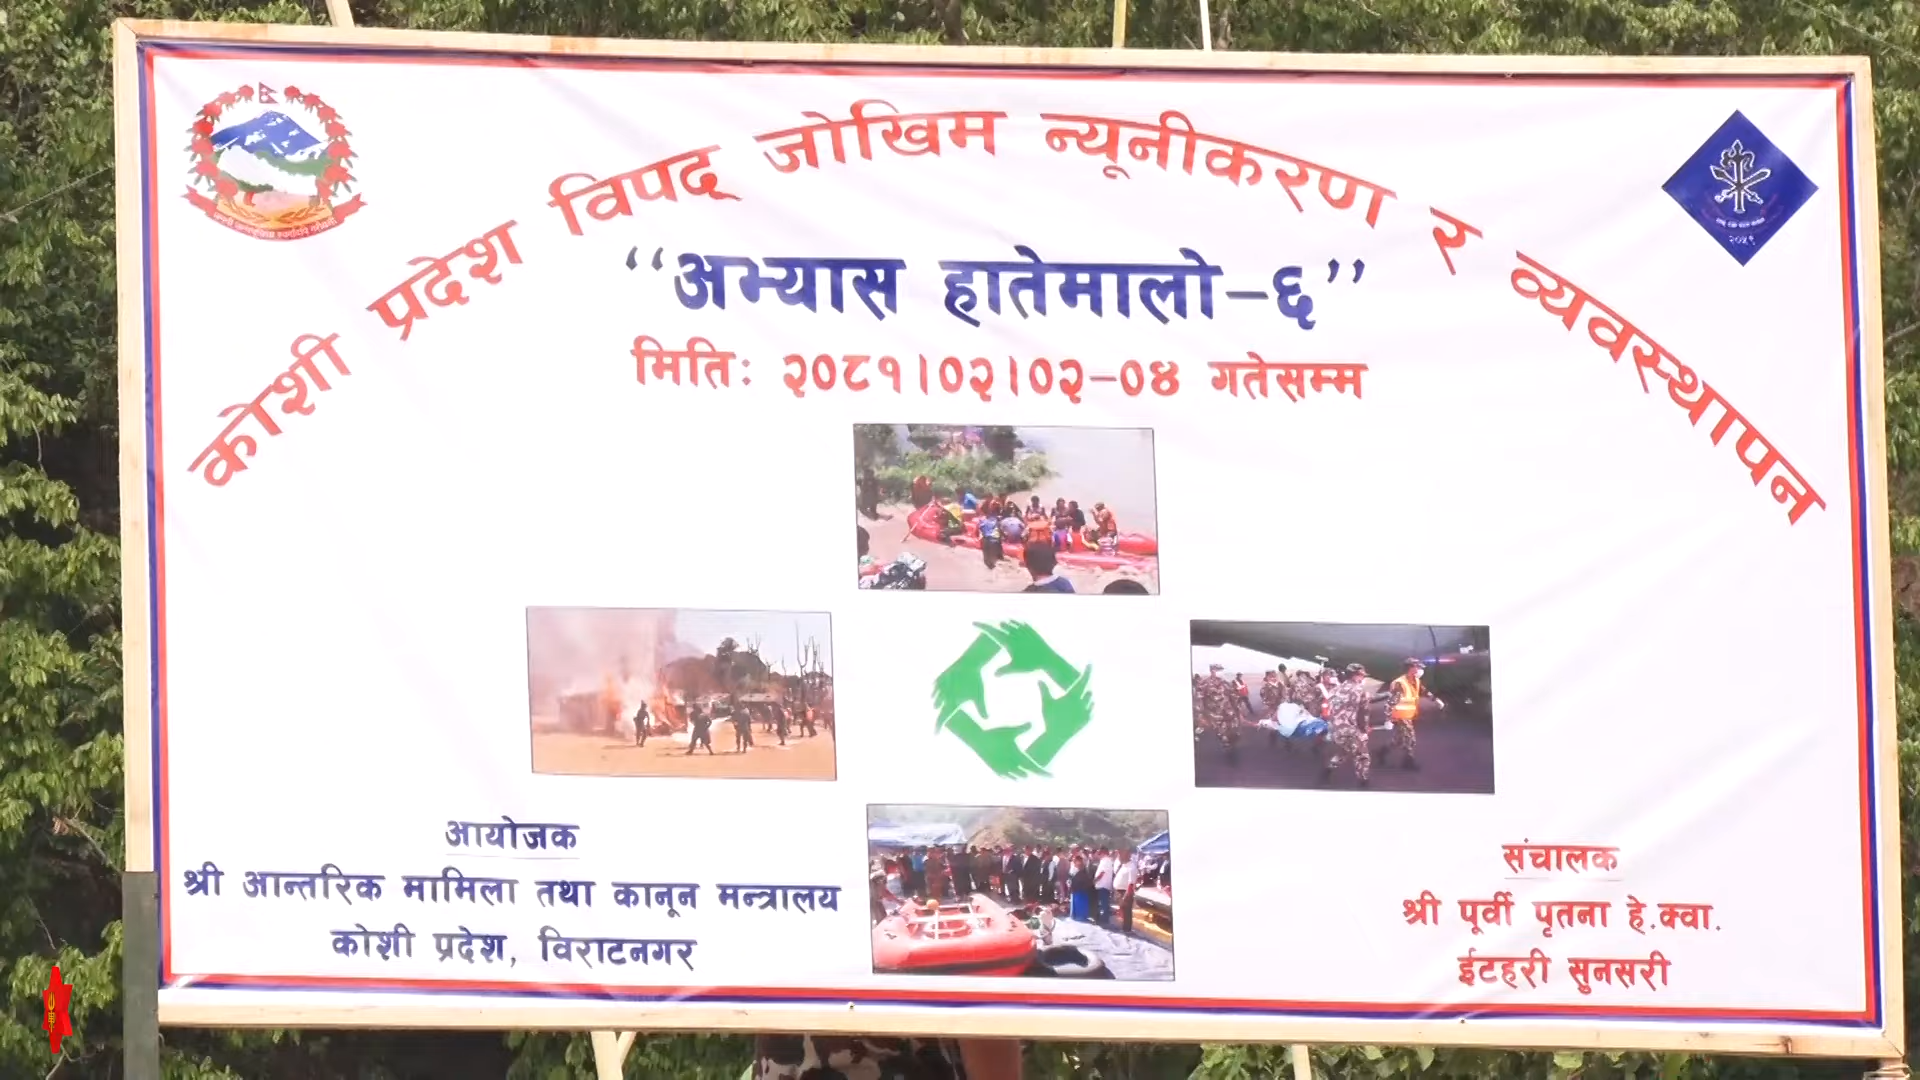 कोशी प्रदेश विपद् जोखिम न्यूनीकरण र व्यवस्थापन
“अभ्यास हातेमालो–६”
मितिः २०८१।०२।०२–०४ गतेसम्म
आयोजक
श्री आन्तरिक मामिला तथा कानून मन्त्रालय
कोशी प्रदेश, विराटनगर
संचालक
श्री पूर्वी पृतना हे.क्वा.
ईटहरी सुनसरी